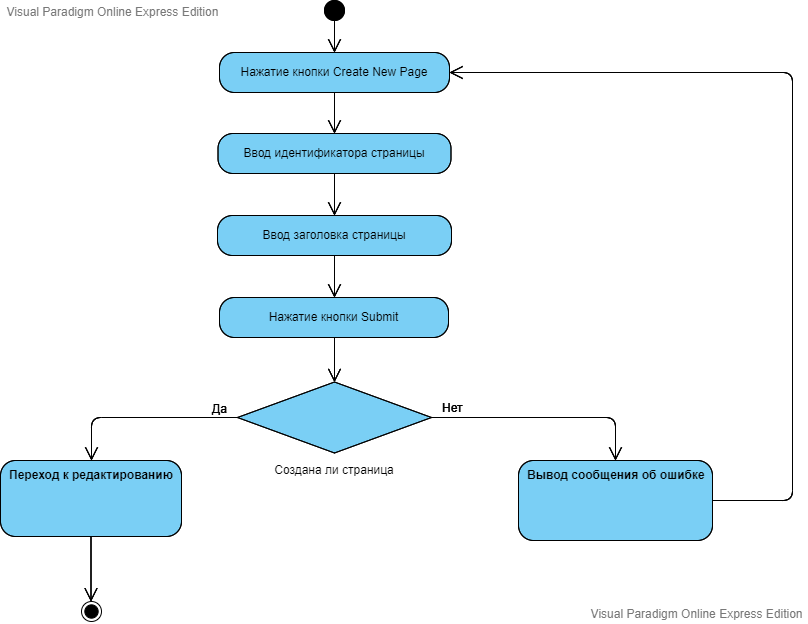 Visual Paradigm Online Express Edition
Нажатие кнопки Create New Page
Ввод идентификатора страницы
Ввод заголовка страницы
Нажатие кнопки Submit
Да
Нет
Создана ли страница
Переход к редактированию
Вывод сообщения об ошибке
Visual Paradigm Online Express Edition